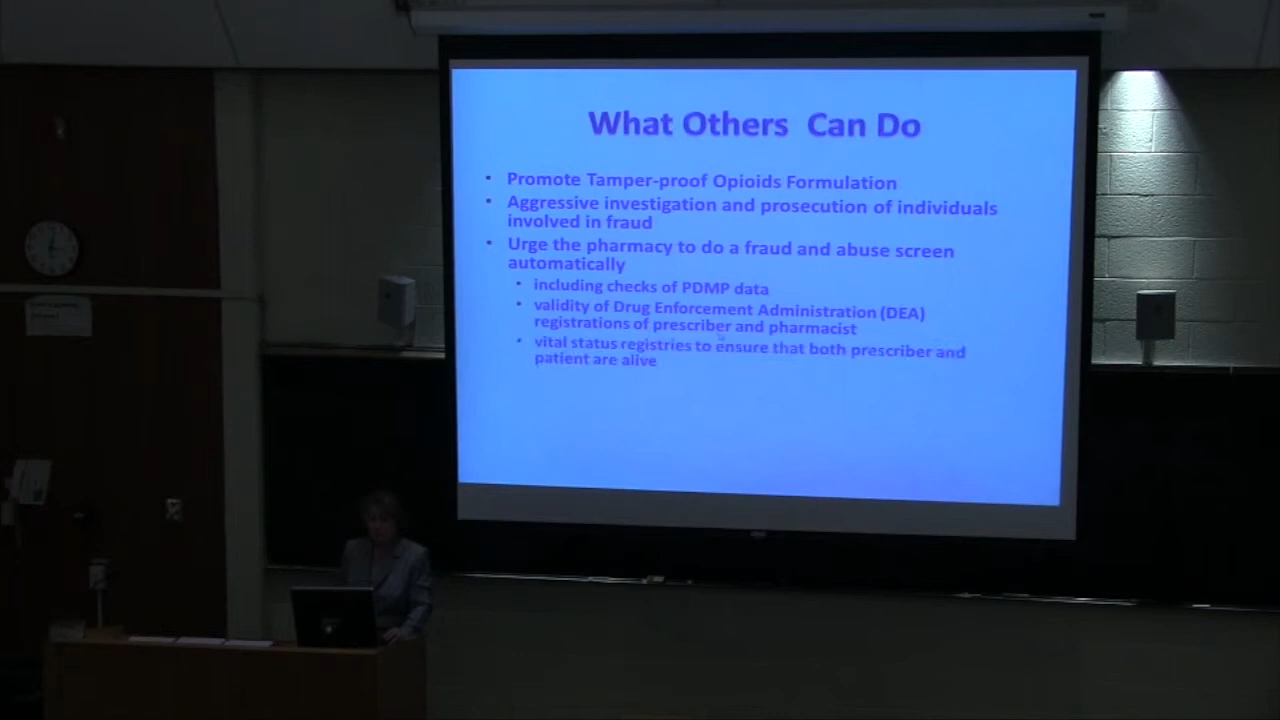 What Others Can Do
Promote Tamper-proof Opioids Formulation
Aggressive investigation and prosecution of individuals
involved in fraud
Urge the pharmacy to do a fraud and abuse screen
automatically
including checks of PDMP data
validity of Drug Enforcement Administration (DEA)
registrations of prescriber and pharmacist
vital status registries to ensure that both prescriber and
patient are alive